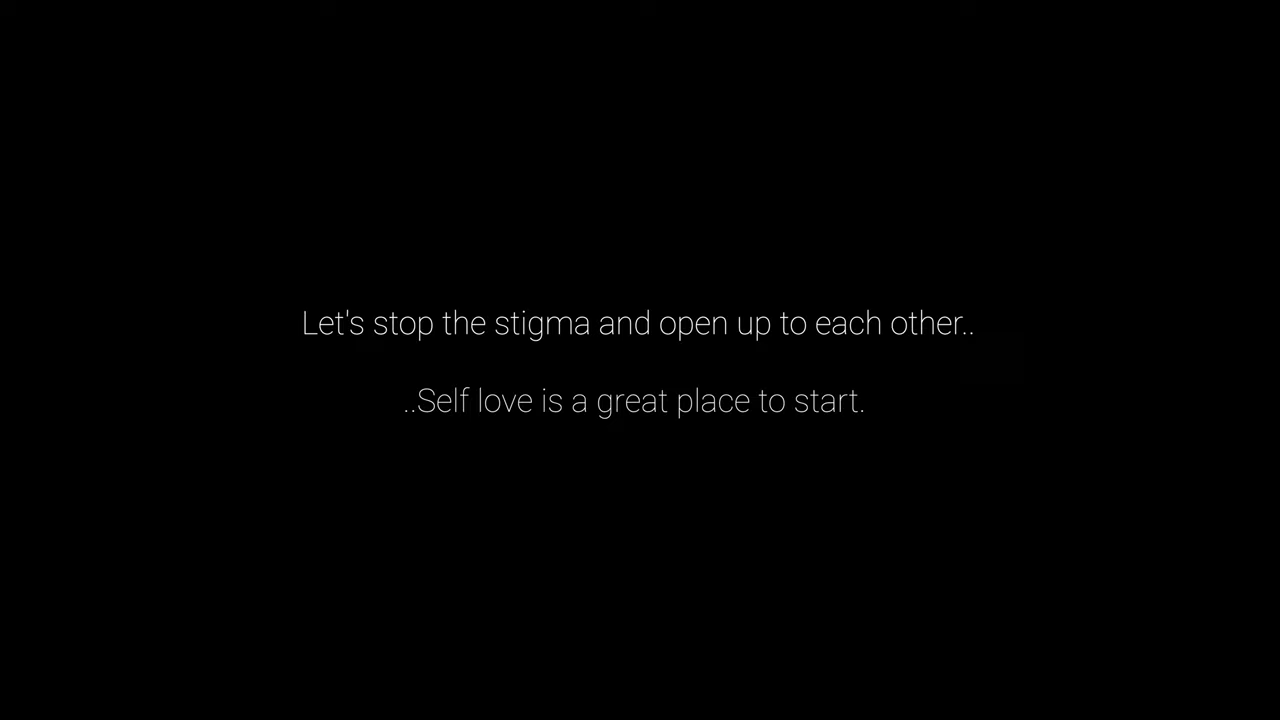 Let's stop the stigma and open up to each other..
..Self love is a great place to start.